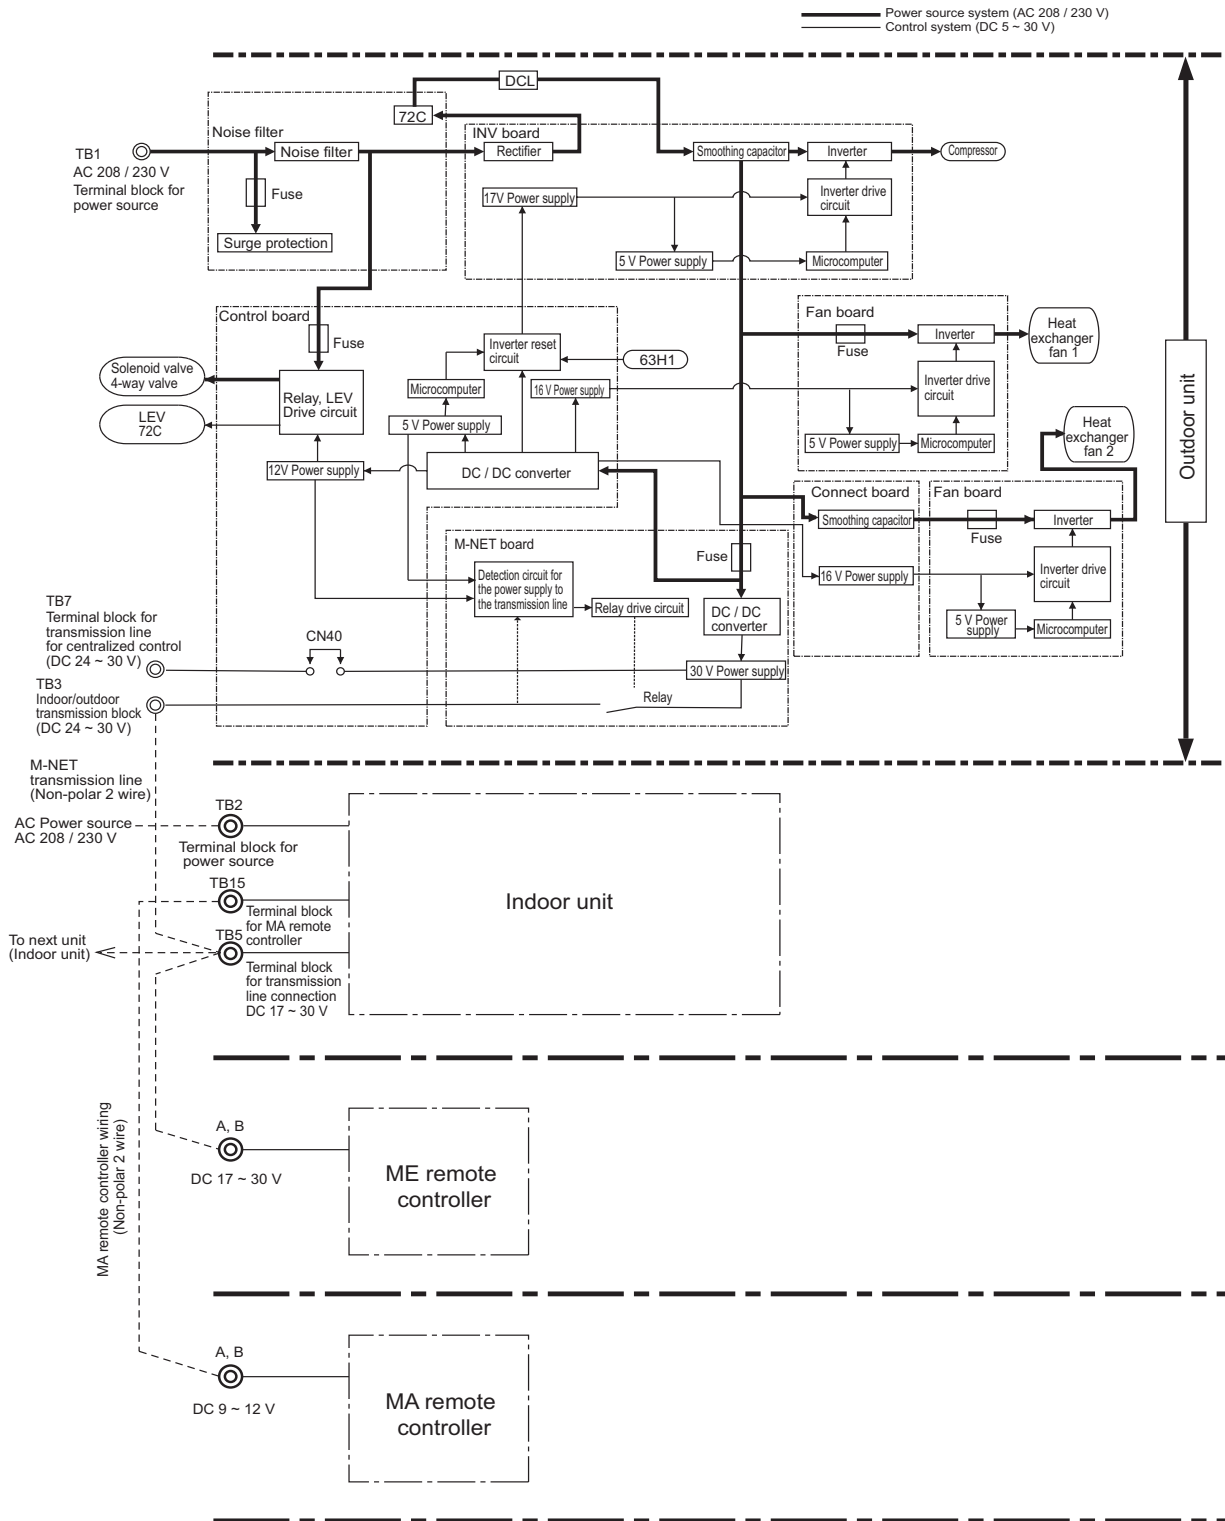 Power source system (AC 208 / 230 V)
Control system (DC 5 ~ 30 V)
DCL
72C
Noise filter
INV board
TB1
AC 208 / 230 V
Terminal block for
power source
Noise filter
Rectifier
Smoothing capacitor
Inverter
Compressor
Fuse
17V Power supply
Inverter drive
circuit
Surge protection
5 V Power supply
Microcomputer
Control board
Fan board
Fuse
Inverter reset
circuit
63H1
Fuse
Inverter
Heat
exchanger
fan 1
Solenoid valve
4-way valve
Relay, LEV
Drive circuit
Microcomputer
16 V Power supply
Inverter drive
circuit
LEV
72C
5 V Power supply
5 V Power supply
Microcomputer
Heat
exchanger
fan 2
Outdoor unit
12V Power supply
DC / DC converter
Connect board
Fan board
Smoothing capacitor
Fuse
Inverter
M-NET board
Fuse
Detection circuit for
the power supply to
the transmission line
Relay drive circuit
DC / DC
converter
16 V Power supply
Inverter drive
circuit
5 V Power
supply
Microcomputer
TB7
Terminal block for
transmission line
for centralized control
(DC 24 ~ 30 V)
CN40
30 V Power supply
TB3
Indoor/outdoor
transmission block
(DC 24 ~ 30 V)
Relay
M-NET
transmission line
(Non-polar 2 wire)
AC Power source
AC 208 / 230 V
TB2
Terminal block for
power source
TB15
Terminal block
for MA remote
controller
Indoor unit
To next unit
(Indoor unit)
TB5
Terminal block
for transmission
line connection
DC 17 ~ 30 V
MA remote controller wiring
(Non-polar 2 wire)
A, B
DC 17 ~ 30 V
ME remote
controller
A, B
DC 9 ~ 12 V
MA remote
controller